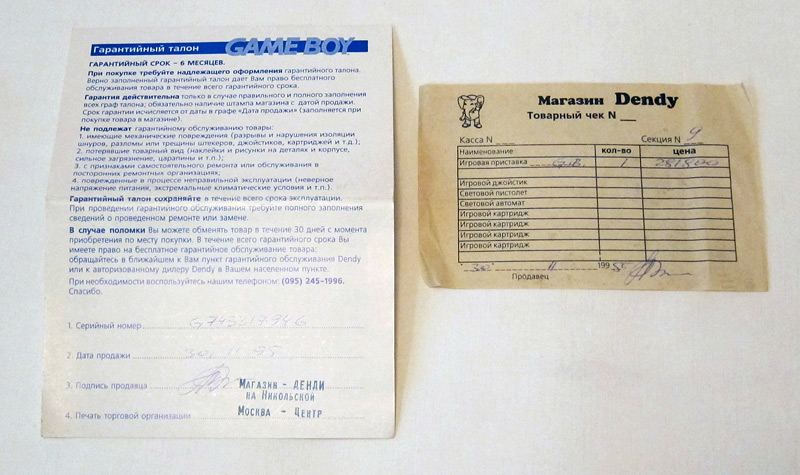 Гарантийный талон GAME BOY
ГАРАНТИЙНЫЙ СРОК – 6 МЕСЯЦЕВ.
При покупке требуйте надлежащего оформления гарантийного талона.
Верно заполненный гарантийный талон дает Вам право бесплатного
обслуживания товара в течение всего гарантийного срока.
Гарантия действительна только в случае правильного и полного заполнения
всех граф талона; обязательно наличие штампа магазина с датой продажи.
Срок гарантии исчисляется от даты в графе «Дата продажи» (заполняется при
покупке товара в магазине).
Не подлежат гарантийному обслуживанию товары:
1. имеющие механические повреждения (разрывы и нарушения изоляции
шнуров, разломы или трещины штекеров, джойстиков, картриджей и т.д.);
2. потерявшие товарный вид (наклейки и рисунки на деталях и корпусе,
сильное загрязнение, царапины и т.п.);
3. с признаками самостоятельного ремонта или обслуживания в
посторонних ремонтных организациях;
4. поврежденные в процессе неправильной эксплуатации (неверное
напряжение питания, экстремальные климатические условия и т.п.).
Гарантийный талон сохраняйте в течение всего срока эксплуатации.
При проведении гарантийного обслуживания требуйте полного заполнения
сведений о проведенном ремонте или замене.
В случае поломки Вы можете обменять товар в течение 30 дней с момента
приобретения по месту покупки. В течение всего гарантийного срока Вы
имеете право на бесплатное гарантийное обслуживание товара:
обращайтесь в ближайшем к Вам пункт гарантийного обслуживания Dendy
или к авторизованному дилеру Dendy в Вашем населенном пункте.
При необходимости воспользуйтесь нашим телефоном: (095) 245-1996.
Спасибо.
1. Серийный номер G743217946
2. Дата продажи 30.11.95
3. Подпись продавца
4. Печать торговой организации
Магазин - ДЕНДИ
на Никольской
Москва - Центр
Магазин Dendy
Товарный чек N
Касса N Секция N 9
Наименование кол-во цена
Игровая приставка G.B. 1 287800
Игровой джойстик
Световой пистолет
Световой автомат
Игровой картридж
Игровой картридж
Игровой картридж
Игровой картридж
"30" 11 1995
Продавец